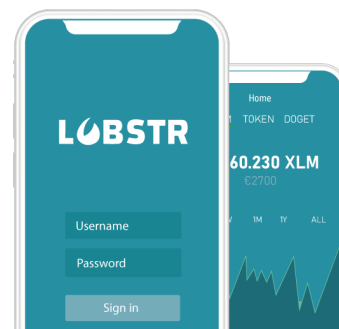 LOBSTR
Username
Password
Sign in
Home
TOKEN DOGET
60.230 XLM
€2700
1M 1Y ALL